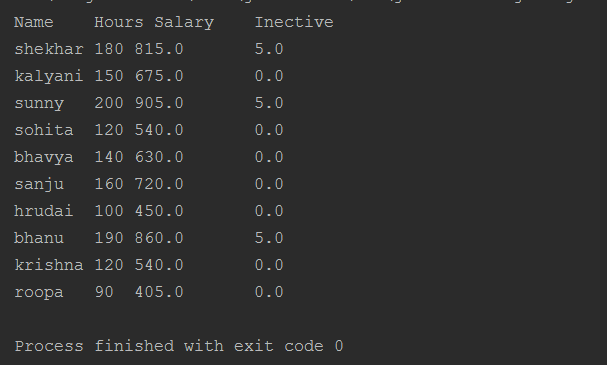 Name    Hours Salary    Inective
shekhar 180 815.0       5.0
kalyani 150 675.0       0.0
sunny   200 905.0       5.0
sohita  120 540.0       0.0
bhavya  140 630.0       0.0
sanju   160 720.0       0.0
hrudai  100 450.0       0.0
bhanu   190 860.0       5.0
krishna 120 540.0       0.0
roopa   90  405.0       0.0
Process finished with exit code 0